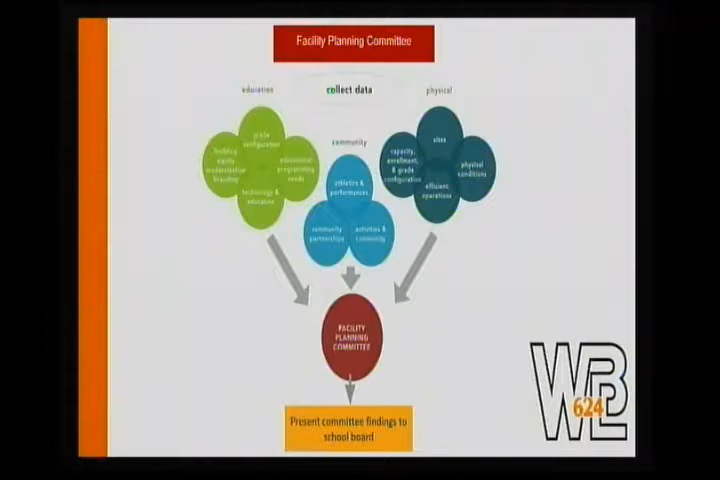 Facility Planning Committee
education
collect data
physical
community
grade
configuration
building
equity
modernization
educational
programming
needs
technology &
education
athletics &
performances
community
partnerships
activities &
community
sites
capacity,
enrollment,
& grade
configuration
physical
conditions
efficient
operations
FACILITY
PLANNING
COMMITTEE
Present committee findings to
school board
WBL
624